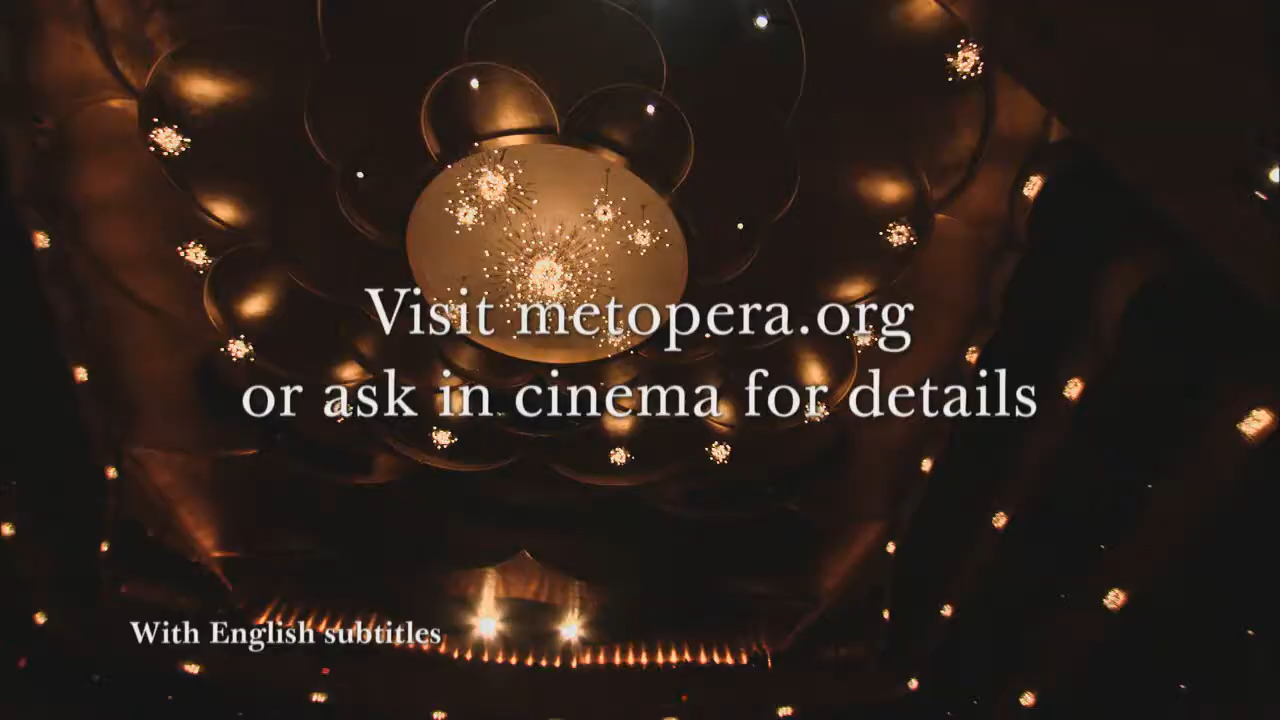 Visit metopera.org
or ask in cinema for details
With English subtitles